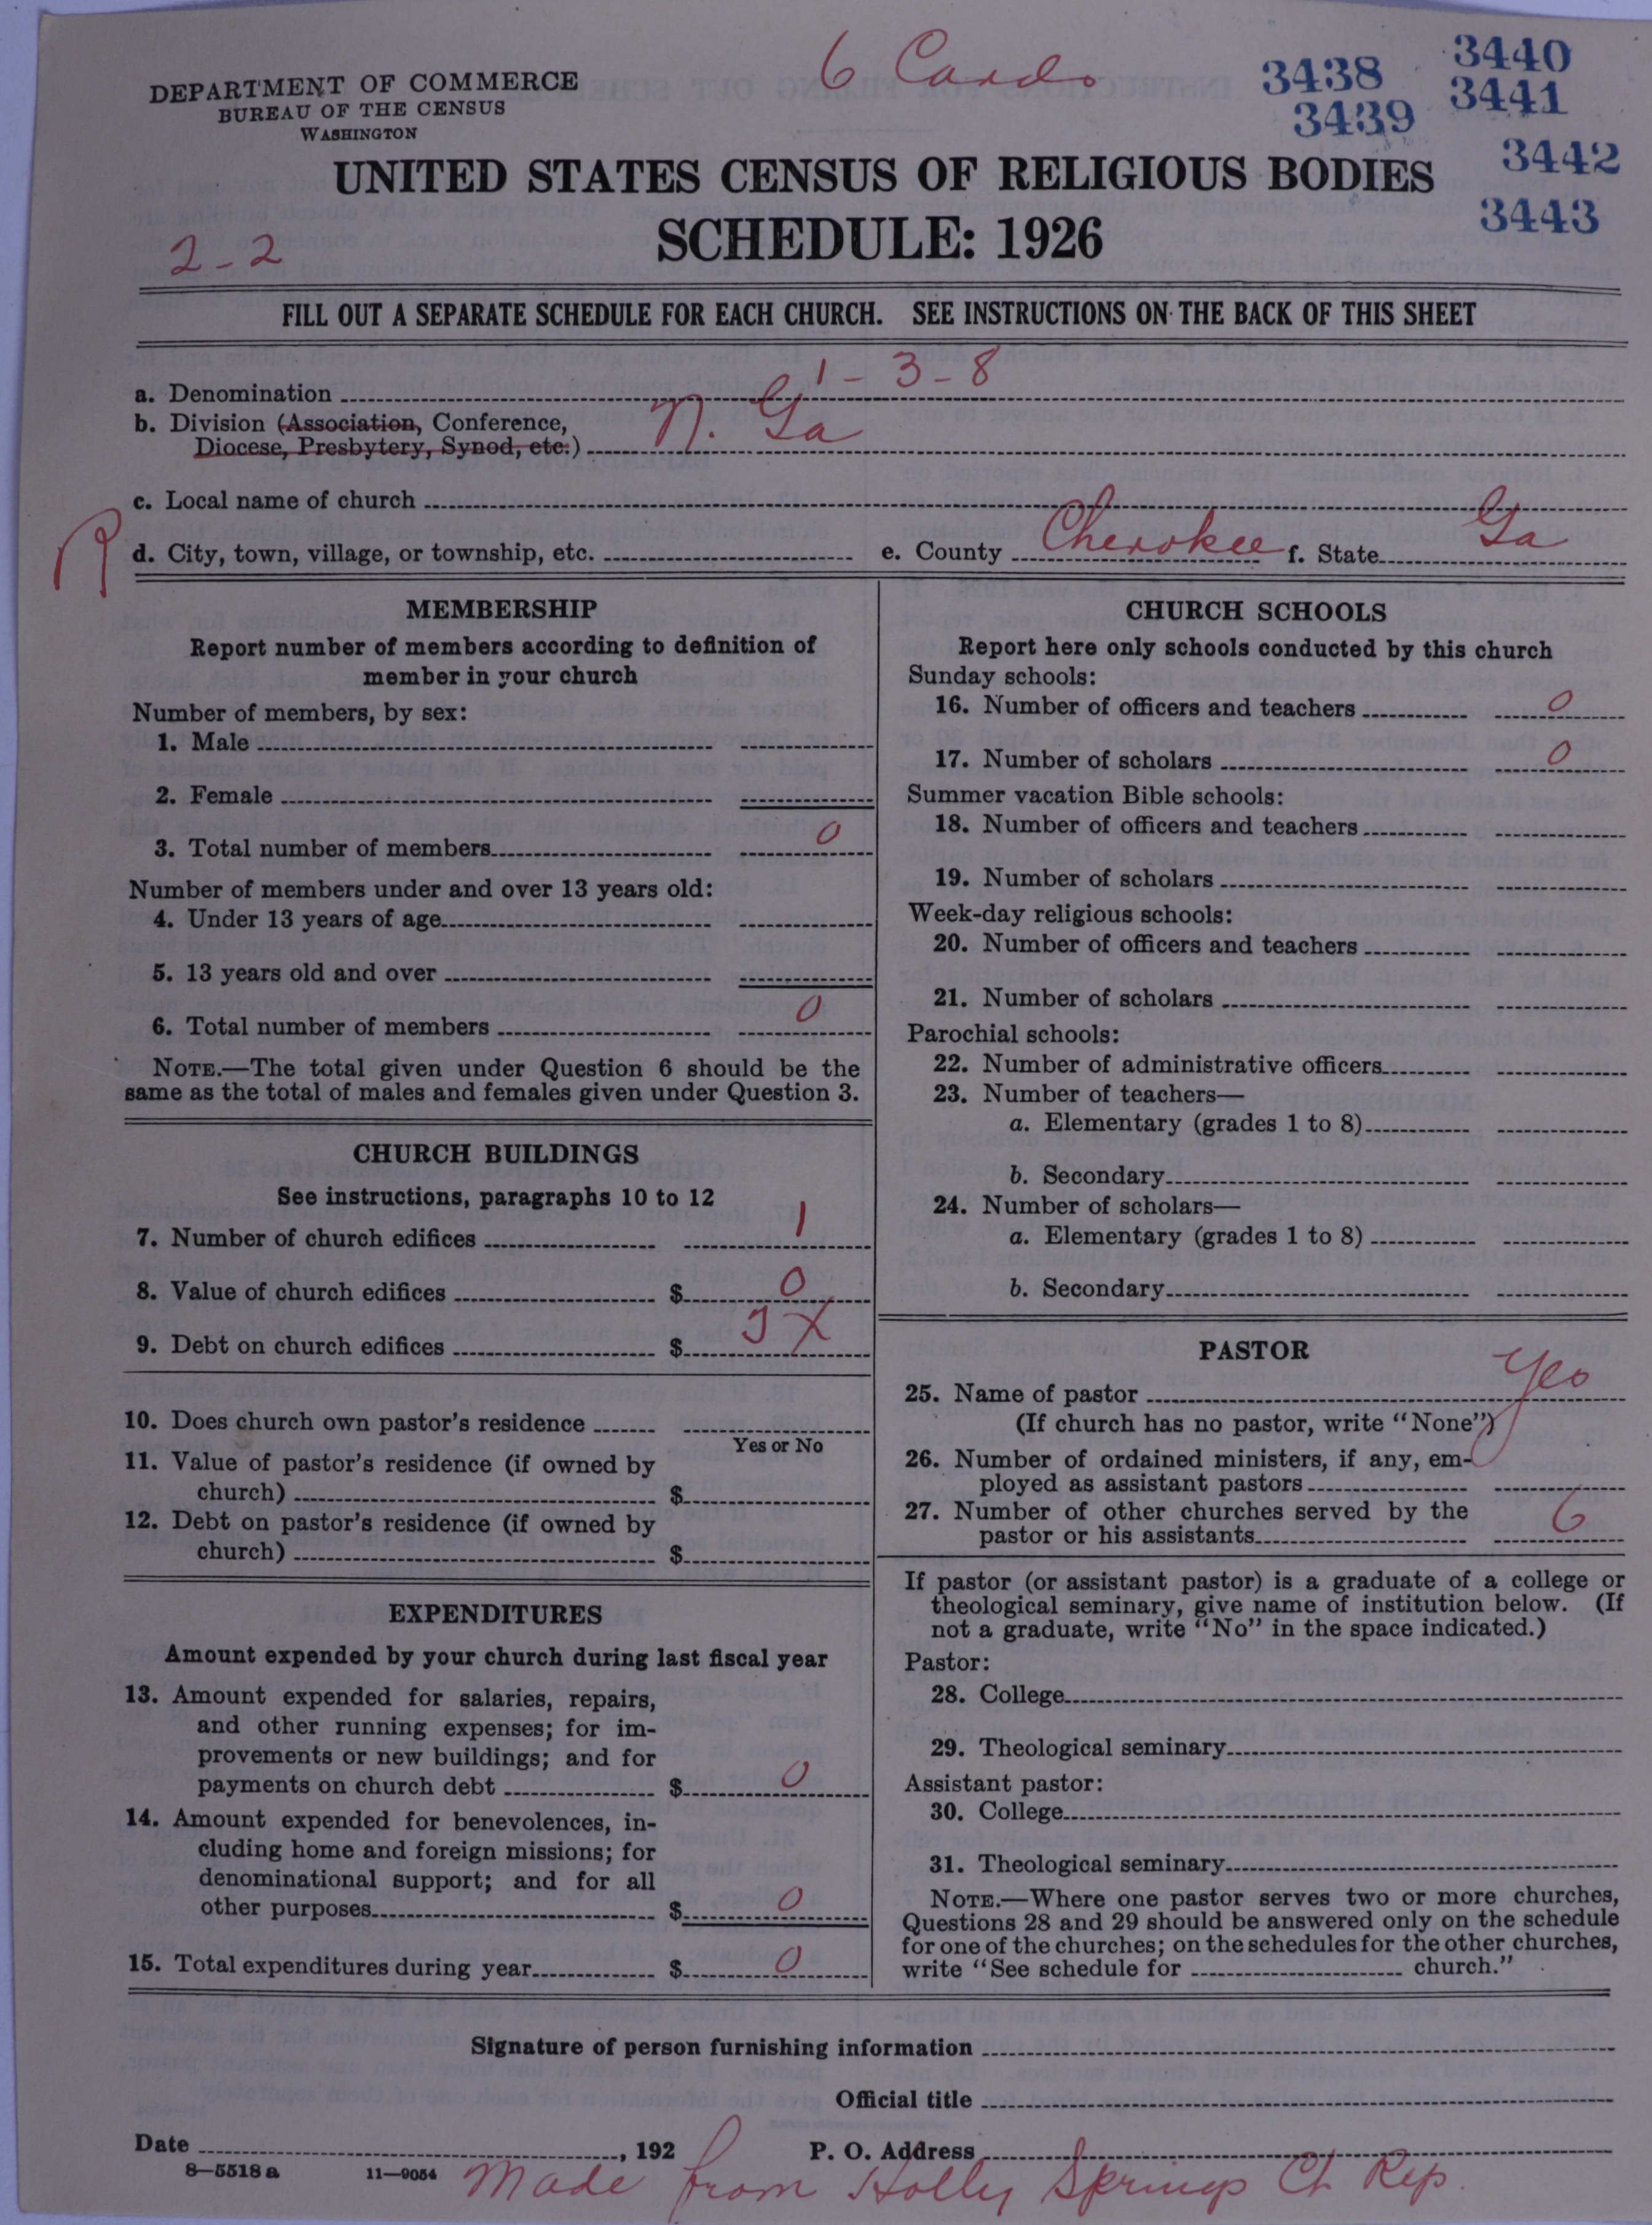 6 Cards
3438
3440
3439
3441
3442
3443
DEPARTMENT OF COMMERCE
BUREAU OF THE CENSUS
WASHINGTON
UNITED STATES CENSUS OF RELIGIOUS BODIES
SCHEDULE: 1926
2-2
FILL OUT A SEPARATE SCHEDULE FOR EACH CHURCH. SEE INSTRUCTIONS ON THE BACK OF THIS SHEET
a. Denomination 1-3-8
b. Division (Association, Conference,
Diocese, Presbytery, Synod, etc.) N. Ga
c. Local name of church
R
d. City, town, village, or township, etc. e. County Cherokee f. State Ga
MEMBERSHIP
Report number of members according to definition of
member in your church
Number of members, by sex:
1. Male
2. Female
3. Total number of members 0
Number of members under and over 13 years old:
4. Under 13 years of age
5. 13 years old and over
6. Total number of members 0
NOTE.—The total given under Question 6 should be the
same as the total of males and females given under Question 3.
CHURCH BUILDINGS
See instructions, paragraphs 10 to 12
7. Number of church edifices 1
8. Value of church edifices $ 0
9. Debt on church edifices $ X
10. Does church own pastor's residence
Yes or No
11. Value of pastor's residence (if owned by
church) $
12. Debt on pastor's residence (if owned by
church) $
EXPENDITURES
Amount expended by your church during last fiscal year
13. Amount expended for salaries, repairs,
and other running expenses; for im-
provements or new buildings; and for
payments on church debt $ 0
14. Amount expended for benevolences, in-
cluding home and foreign missions; for
denominational support; and for all
other purposes $ 0
15. Total expenditures during year $ 0
CHURCH SCHOOLS
Report here only schools conducted by this church
Sunday schools:
16. Number of officers and teachers 0
17. Number of scholars 0
Summer vacation Bible schools:
18. Number of officers and teachers
19. Number of scholars
Week-day religious schools:
20. Number of officers and teachers
21. Number of scholars
Parochial schools:
22. Number of administrative officers
23. Number of teachers—
a. Elementary (grades 1 to 8)
b. Secondary
24. Number of scholars—
a. Elementary (grades 1 to 8)
b. Secondary
PASTOR
25. Name of pastor Yes
(If church has no pastor, write "None")
26. Number of ordained ministers, if any, em-
ployed as assistant pastors
27. Number of other churches served by the
pastor or his assistants 6
If pastor (or assistant pastor) is a graduate of a college or
theological seminary, give name of institution below. (If
not a graduate, write "No" in the space indicated.)
Pastor:
28. College
29. Theological seminary
Assistant pastor:
30. College
31. Theological seminary
NOTE.—Where one pastor serves two or more churches,
Questions 28 and 29 should be answered only on the schedule
for one of the churches; on the schedules for the other churches,
write "See schedule for church."
Signature of person furnishing information
Official title
Date , 192 P. O. Address
8—5518 a 11—9054
Made from Holly Springs Ch Rep.